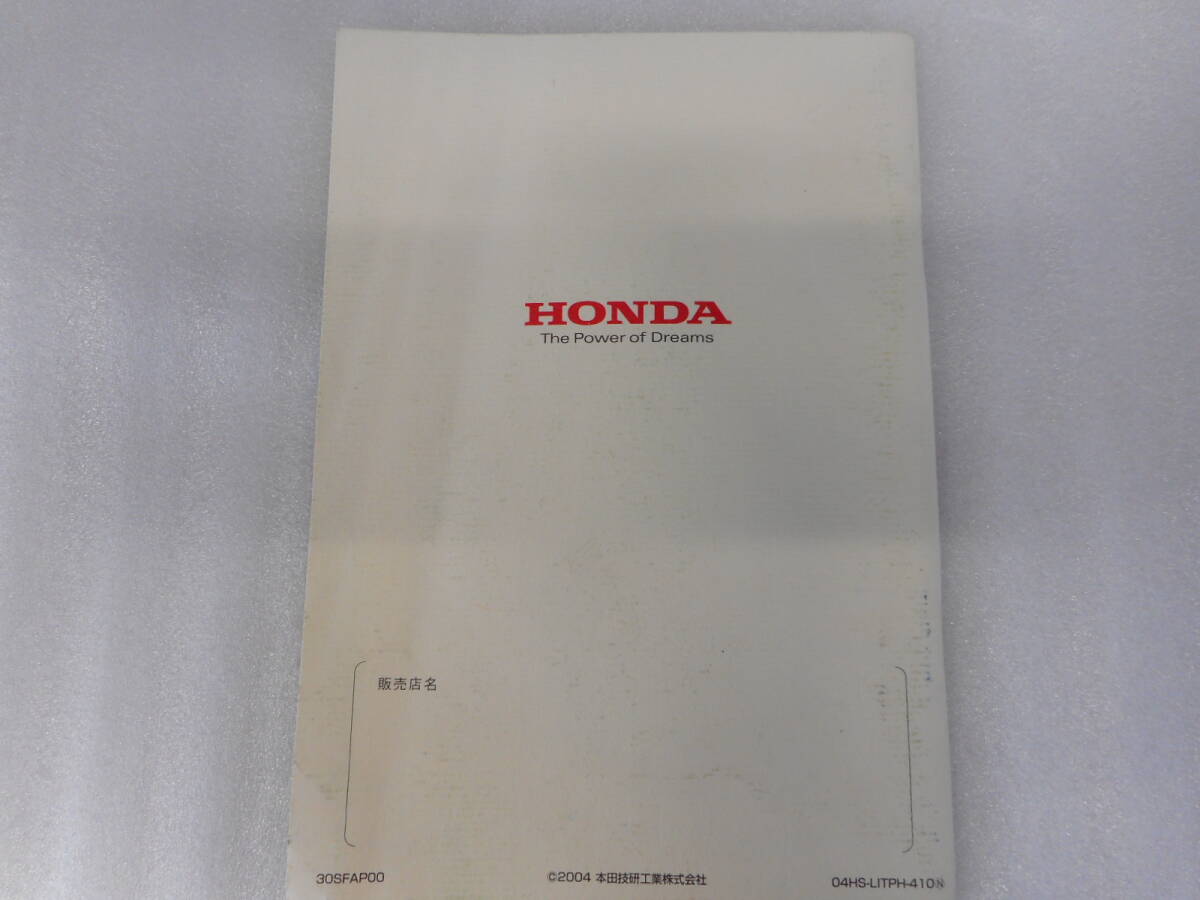 HONDA
The Power of Dreams
販売店名
30SFAP00
©2004 本田技研工業株式会社
04HS-LITPH-410N